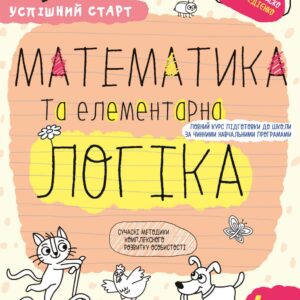 УСПІШНИЙ СТАРТ
МАТЕМАТИКА
Та елементарна
ПОВНИЙ КУРС ПІДГОТОВКИ ДО ШКОЛИ
ЗА ЧИННИМИ НАВЧАЛЬНИМИ ПРОГРАМАМИ
ЛОГІКА
СУЧАСНІ МЕТОДИКИ
КОМПЛЕКСНОГО
РОЗВИТКУ ОСОБИСТОСТІ